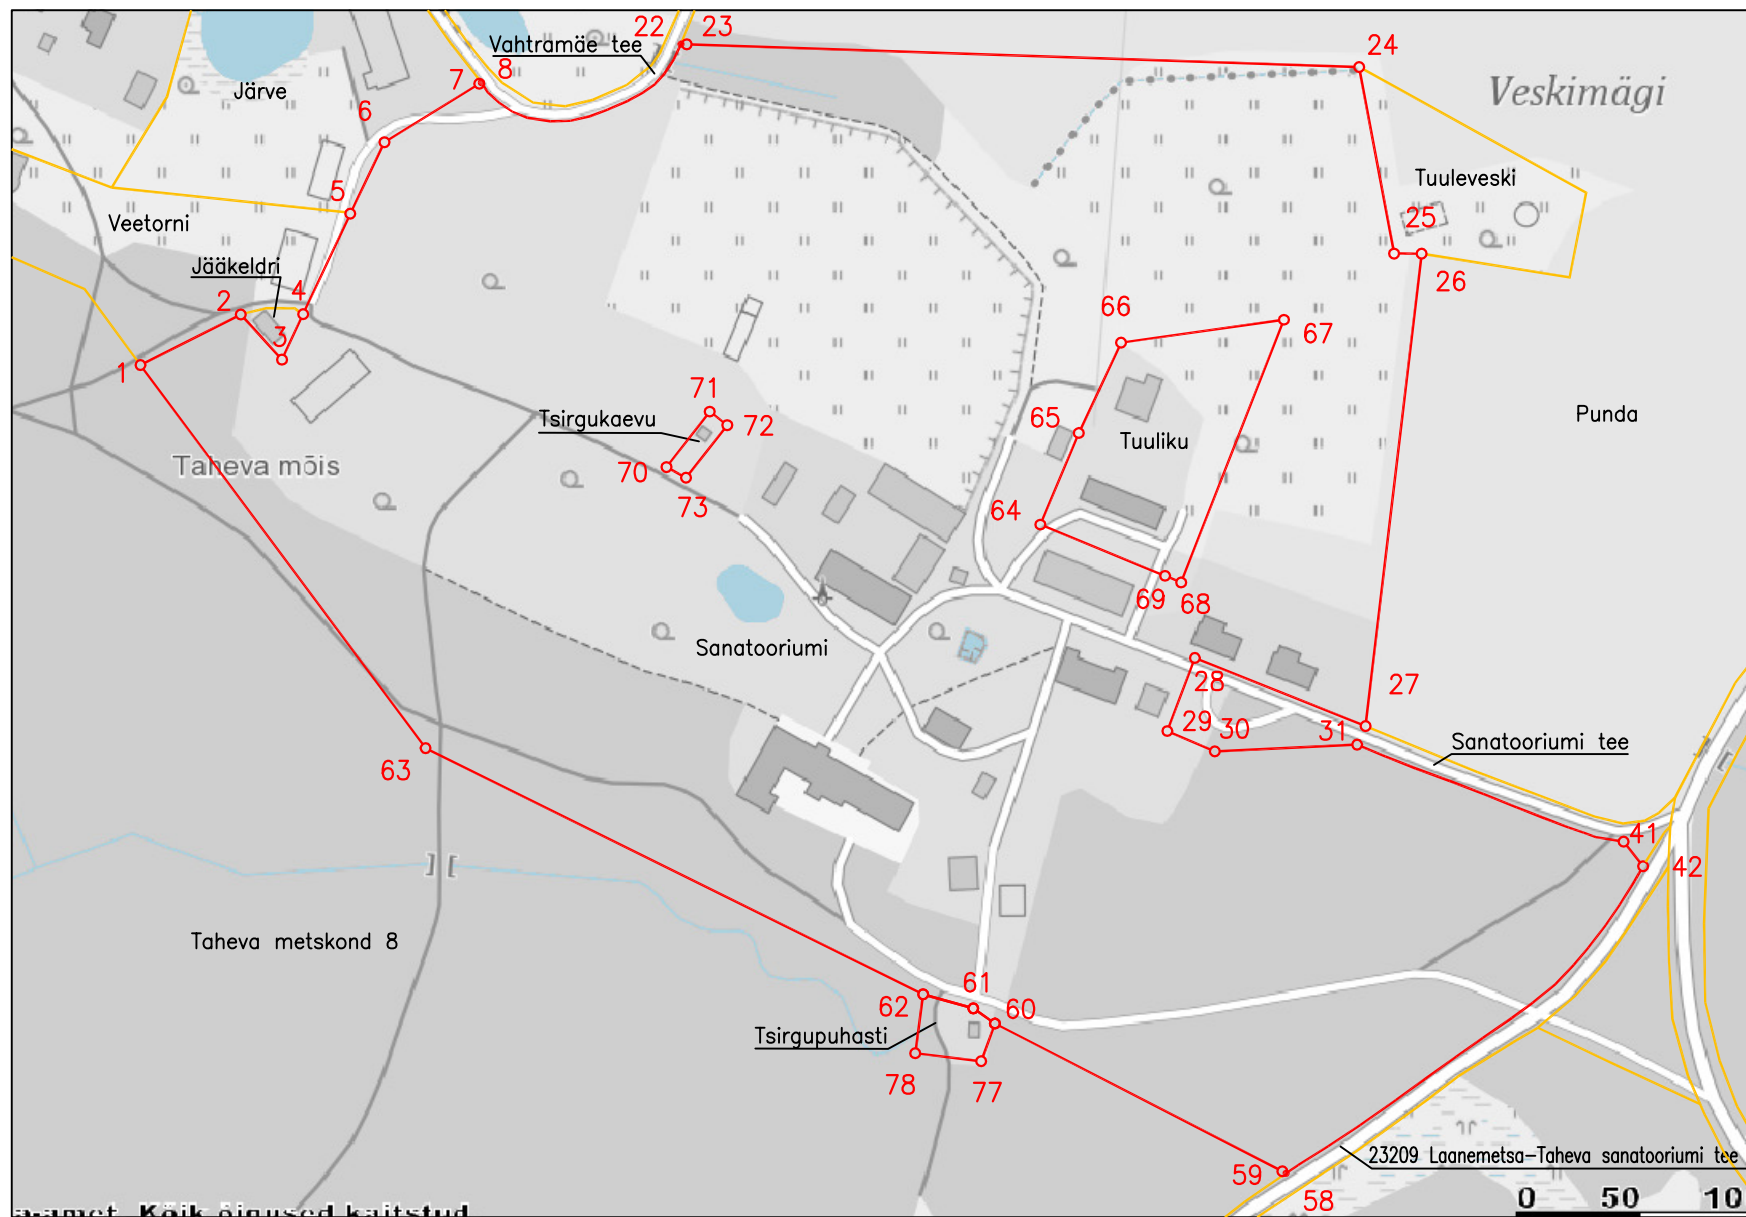 22
23
Vahtramäe tee
24
7
8
Järve
Veskimägi
6
Tuuleveski
5
25
Veetorni
Jääkeldri
26
2
4
66
67
3
1
71
Tsirgukaevu
72
65
Tuuliku
Punda
Taheva mõis
70
73
64
69
68
Sanatooriumi
28
27
29
30
31
Sanatooriumi tee
63
41
42
Taheva metskond 8
61
62
60
Tsirgupuhasti
78
77
23209 Laanemetsa-Taheva sanatooriumi tee
59
58
0 50 10
a-amet. Kõik õigused kaitstud